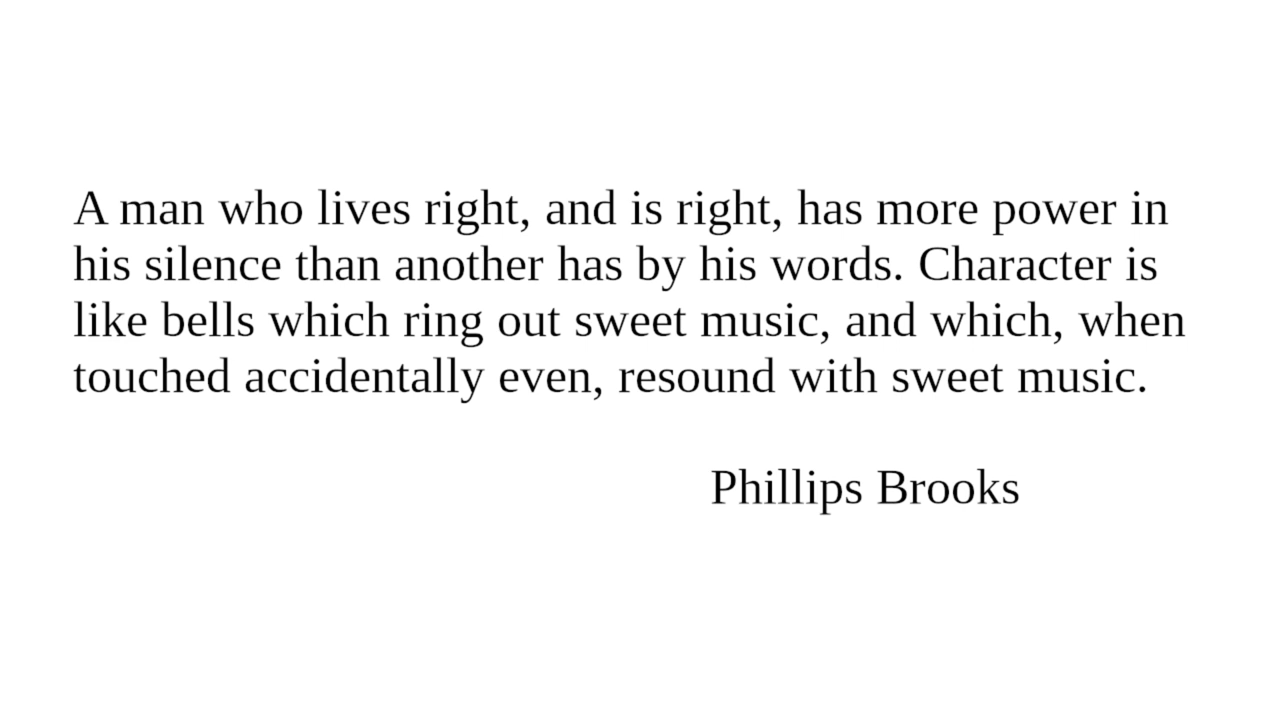 A man who lives right, and is right, has more power in
his silence than another has by his words. Character is
like bells which ring out sweet music, and which, when
touched accidentally even, resound with sweet music.
Phillips Brooks